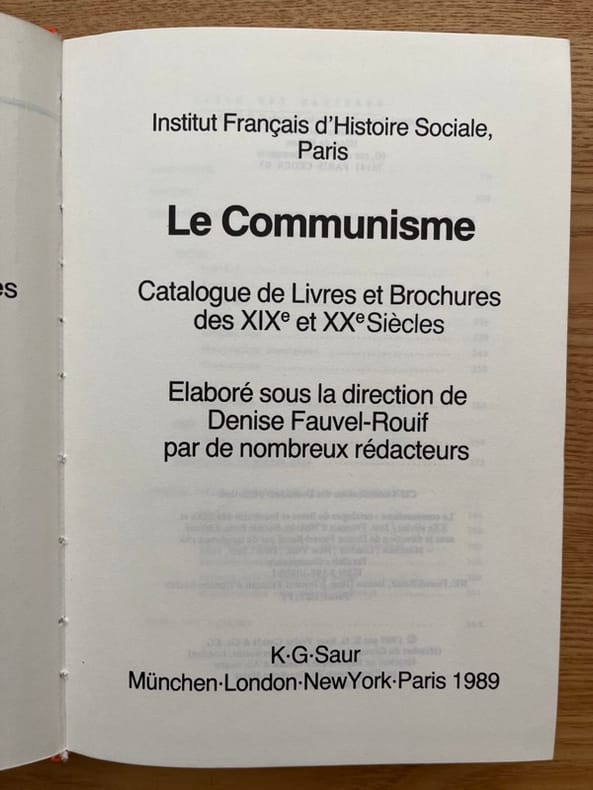 Institut Français d'Histoire Sociale,
Paris
Le Communisme
Catalogue de Livres et Brochures
des XIXe et XXe Siècles
Elaboré sous la direction de
Denise Fauvel-Rouif
par de nombreux rédacteurs
K·G·Saur
München·London·NewYork·Paris 1989